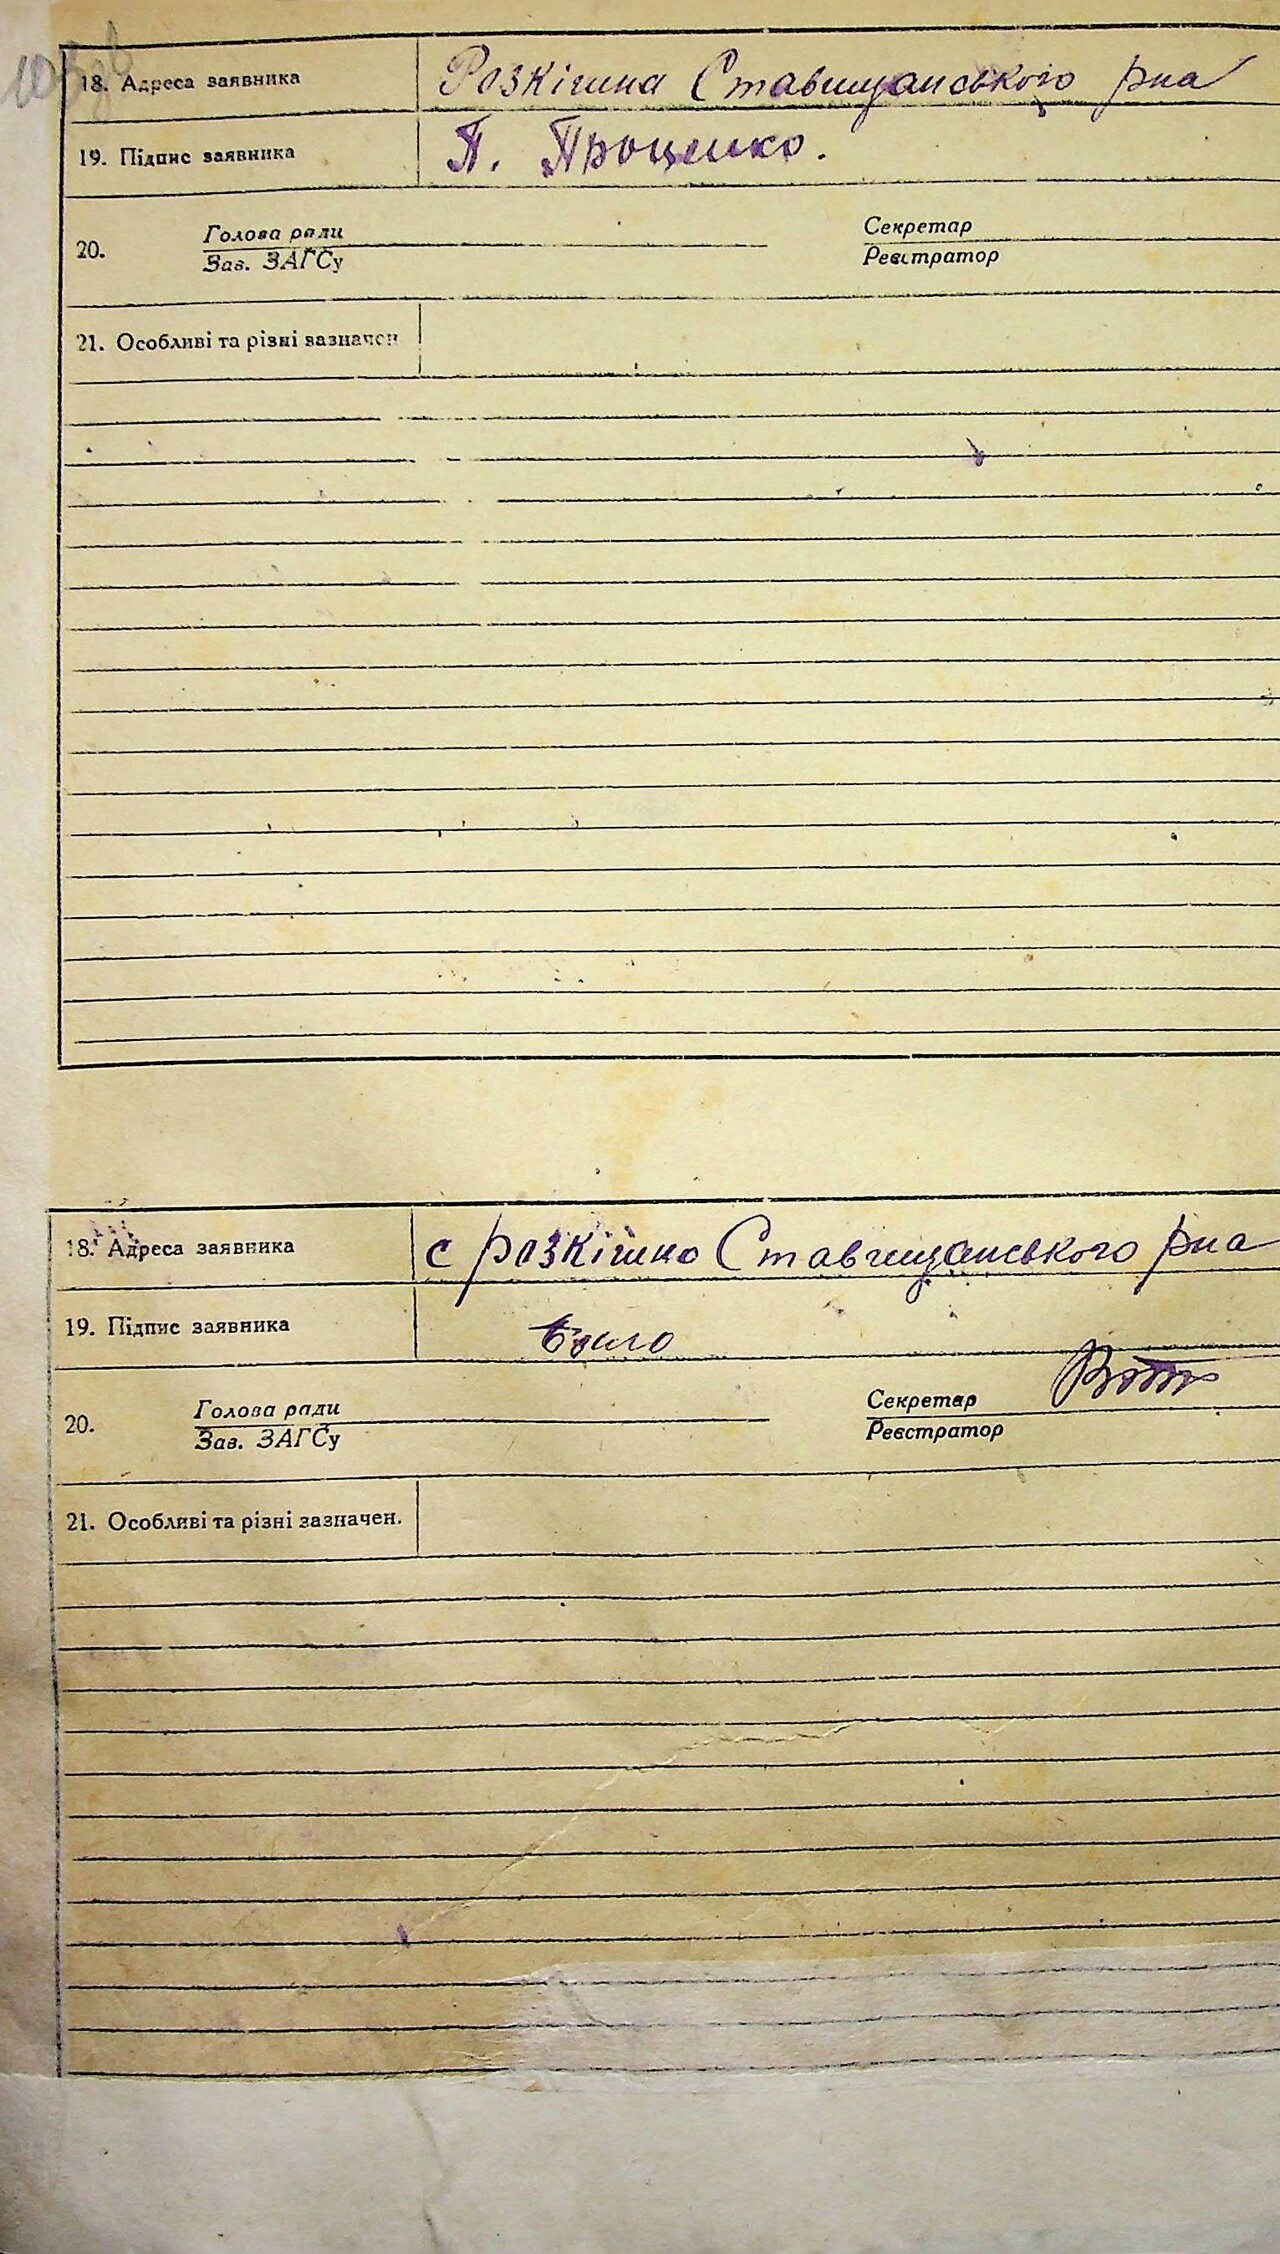 18. Адреса заявника Розкішна Ставищанського р-на
19. Підпис заявника П. Проценко.
20. Голова ради Секретар
Зав. ЗАГСу Реєстратор
21. Особливі та різні зазначен.
18. Адреса заявника с Розкішно Ставищанського р-на
19. Підпис заявника
20. Голова ради Секретар
Зав. ЗАГСу Реєстратор
21. Особливі та різні зазначен.